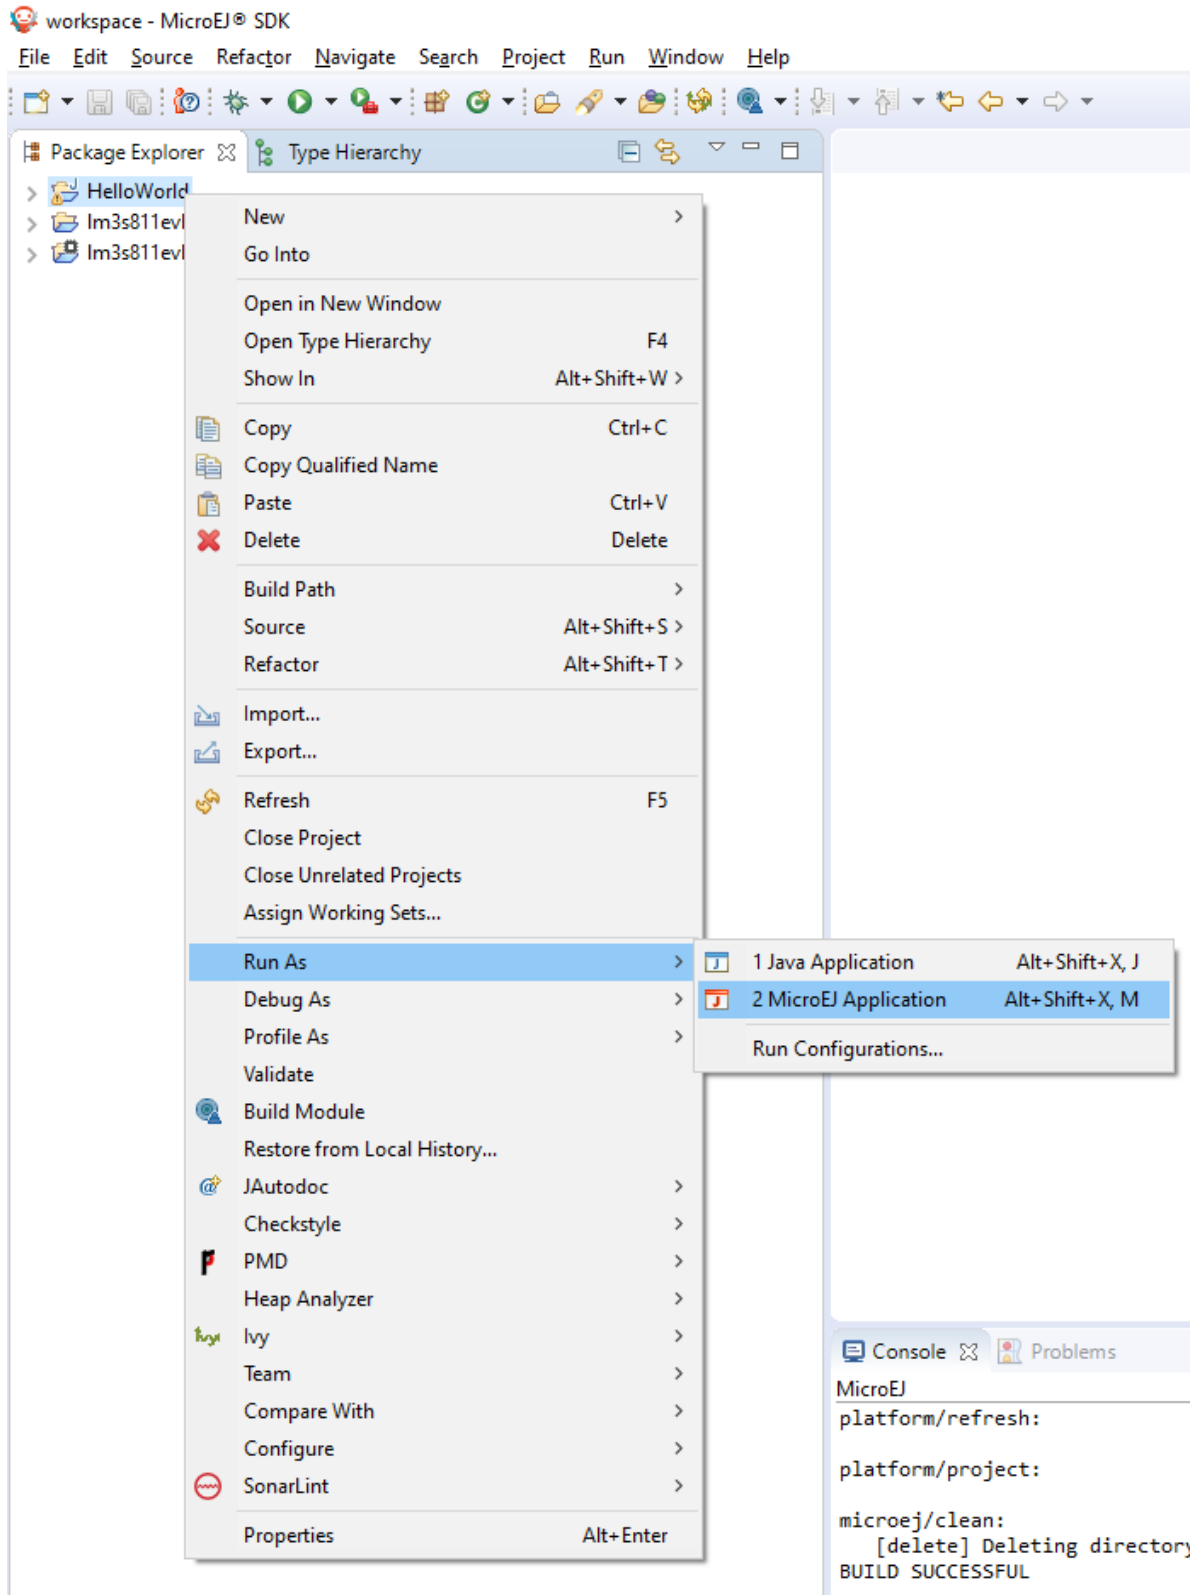 workspace - MicroEJ® SDK
File Edit Source Refactor Navigate Search Project Run Window Help
Package Explorer Type Hierarchy
HelloWorld
lm3s811evl
lm3s811evl
New
Go Into
Open in New Window
Open Type Hierarchy F4
Show In Alt+Shift+W
Copy Ctrl+C
Copy Qualified Name
Paste Ctrl+V
Delete Delete
Build Path
Source Alt+Shift+S
Refactor Alt+Shift+T
Import...
Export...
Refresh F5
Close Project
Close Unrelated Projects
Assign Working Sets...
Run As
1 Java Application Alt+Shift+X, J
Debug As
2 MicroEJ Application Alt+Shift+X, M
Profile As
Run Configurations...
Validate
Build Module
Restore from Local History...
JAutodoc
Checkstyle
PMD
Heap Analyzer
Ivy
Team
Compare With
Configure
SonarLint
Properties Alt+Enter
Console Problems
MicroEJ
platform/refresh:
platform/project:
microej/clean:
[delete] Deleting directory
BUILD SUCCESSFUL